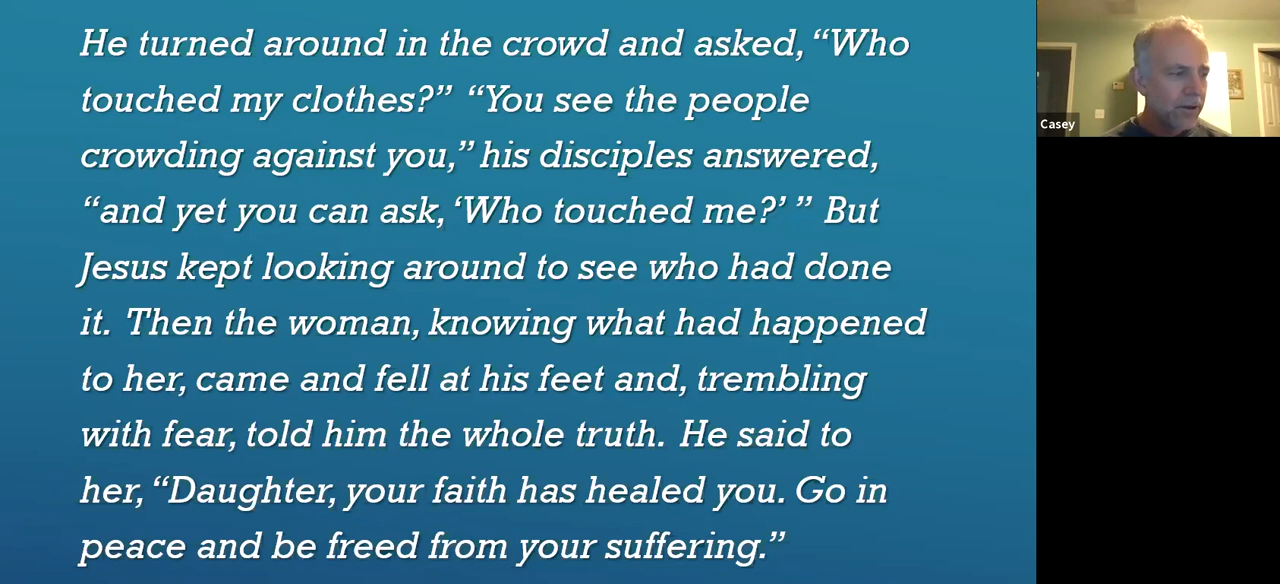 He turned around in the crowd and asked, “Who
touched my clothes?” “You see the people
crowding against you,” his disciples answered,
“and yet you can ask, ‘Who touched me?’ ” But
Jesus kept looking around to see who had done
it. Then the woman, knowing what had happened
to her, came and fell at his feet and, trembling
with fear, told him the whole truth. He said to
her, “Daughter, your faith has healed you. Go in
peace and be freed from your suffering.”
Casey